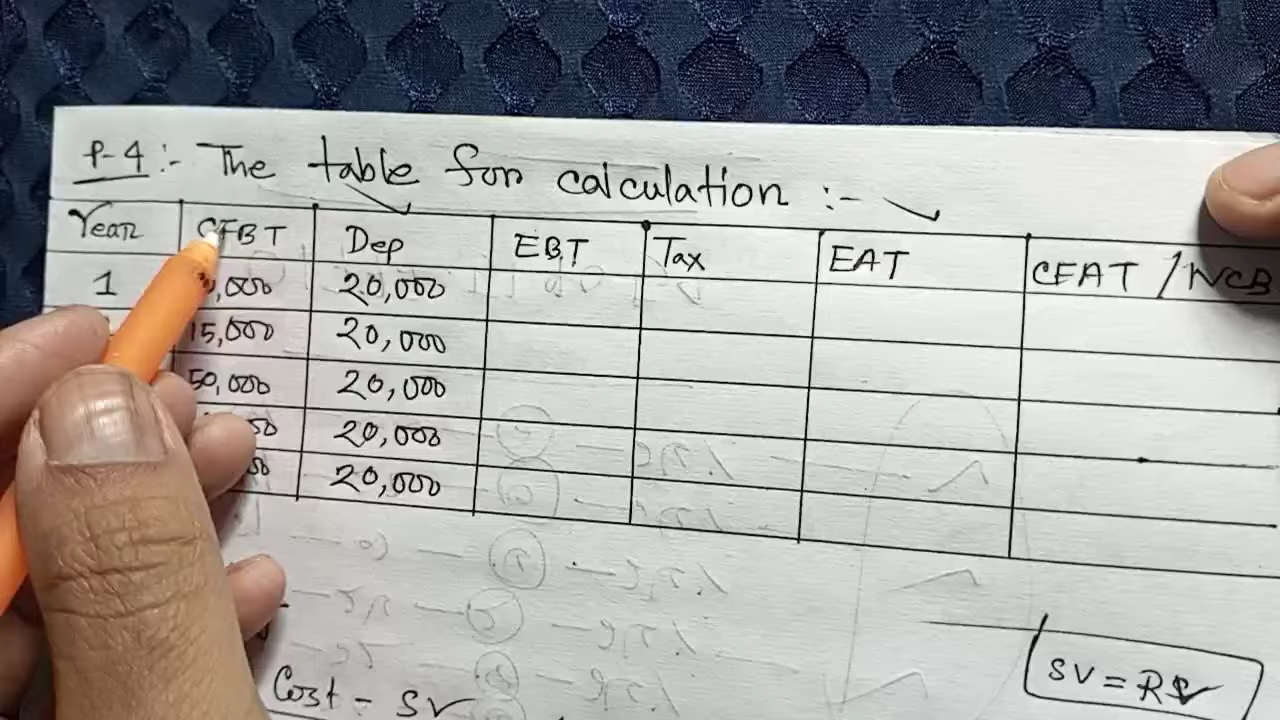 P-4 :- The table for calculation :-
Year CFBT Dep EBT Tax EAT CFAT / NCB
1 20,000
15,000 20,000
50,000 20,000
20,000
20,000
Cost - SV
SV = RV